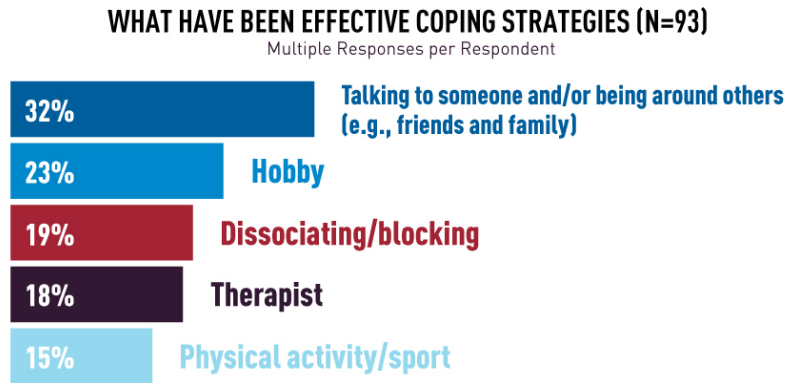 WHAT HAVE BEEN EFFECTIVE COPING STRATEGIES (N=93)
Multiple Responses per Respondent
32% Talking to someone and/or being around others
(e.g., friends and family)
23% Hobby
19% Dissociating/blocking
18% Therapist
15% Physical activity/sport